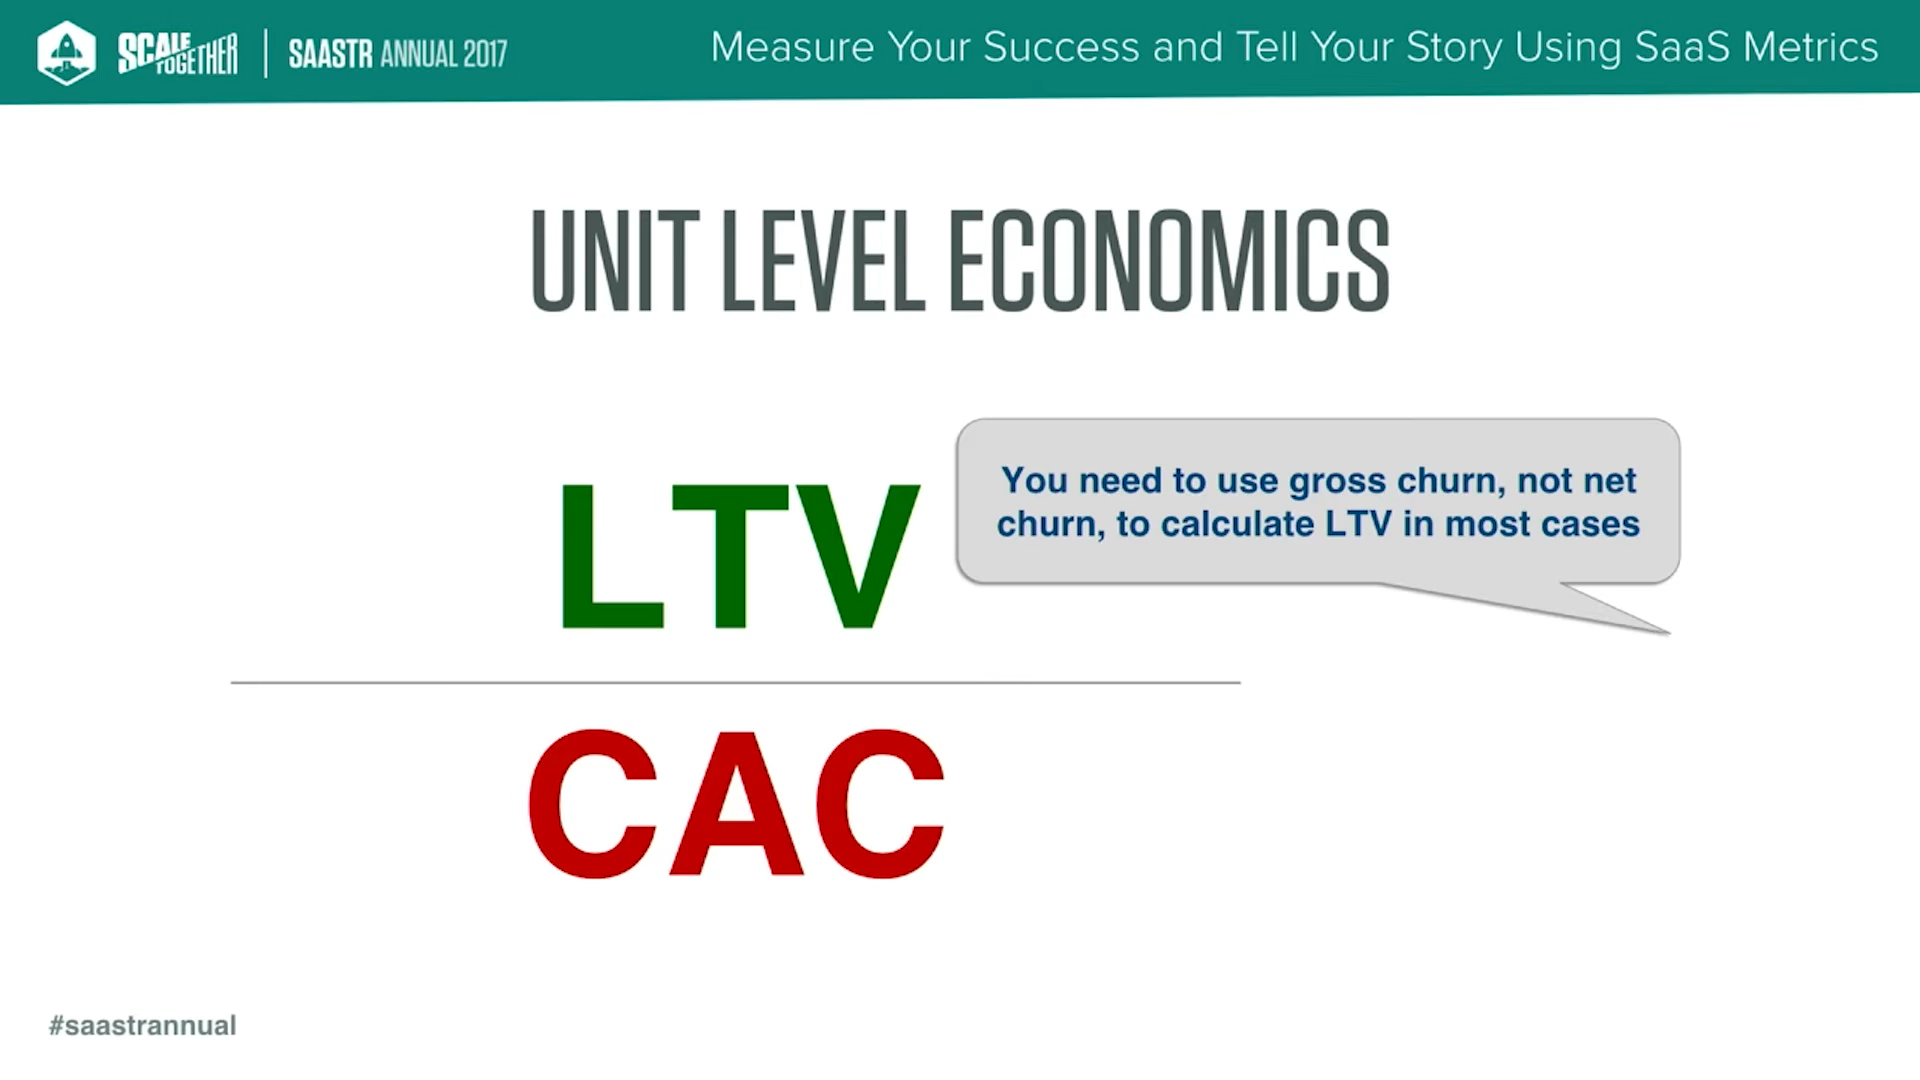 SCALE
TOGETHER
SAASTR ANNUAL 2017
Measure Your Success and Tell Your Story Using SaaS Metrics
UNIT LEVEL ECONOMICS
LTV
You need to use gross churn, not net
churn, to calculate LTV in most cases
CAC
#saastrannual